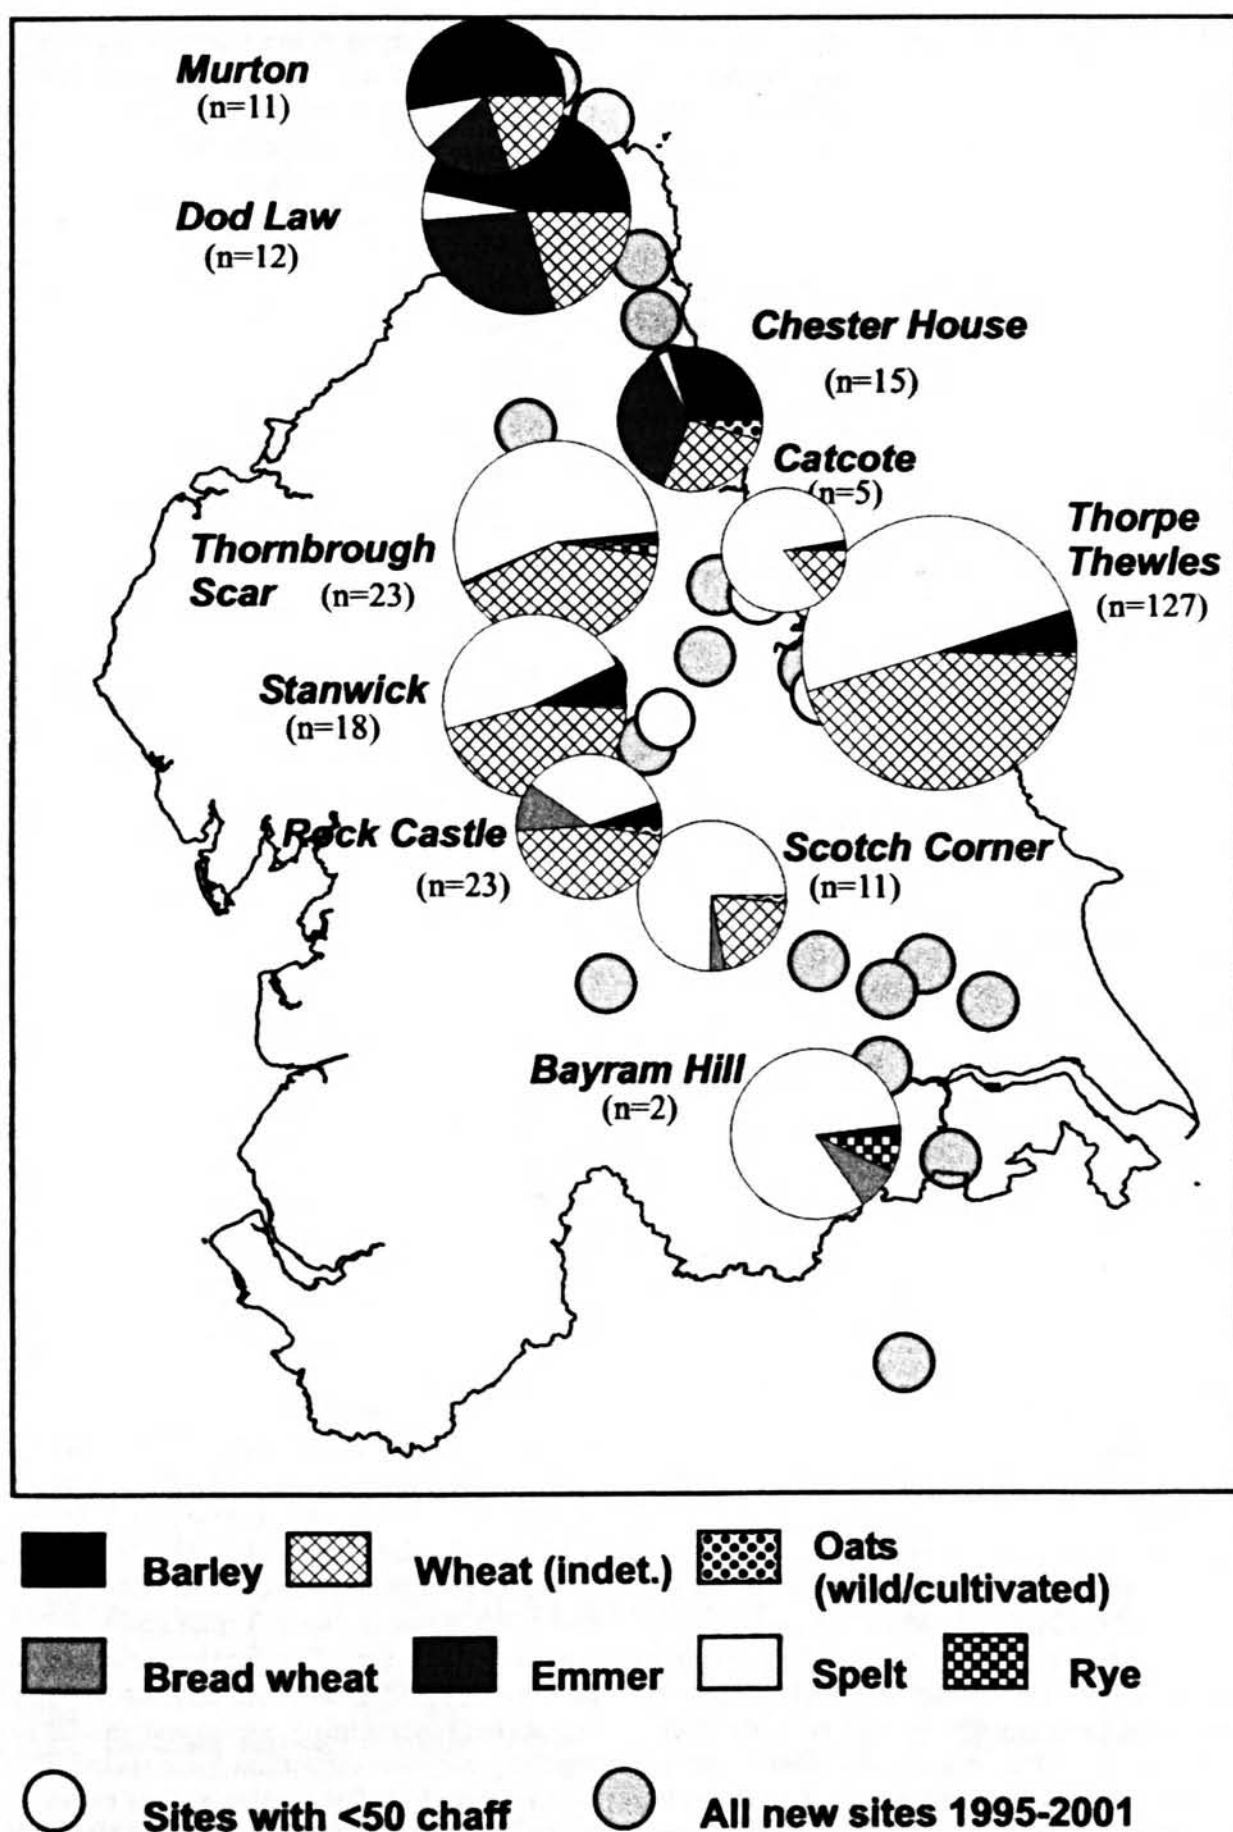 Murton
(n=11)
Dod Law
(n=12)
Chester House
(n=15)
Catcote
(n=5)
Thorpe
Thewles
(n=127)
Thornbrough
Scar (n=23)
Stanwick
(n=18)
Rock Castle
(n=23)
Scotch Corner
(n=11)
Bayram Hill
(n=2)
Barley
Wheat (indet.)
Oats
(wild/cultivated)
Bread wheat
Emmer
Spelt
Rye
Sites with <50 chaff
All new sites 1995-2001